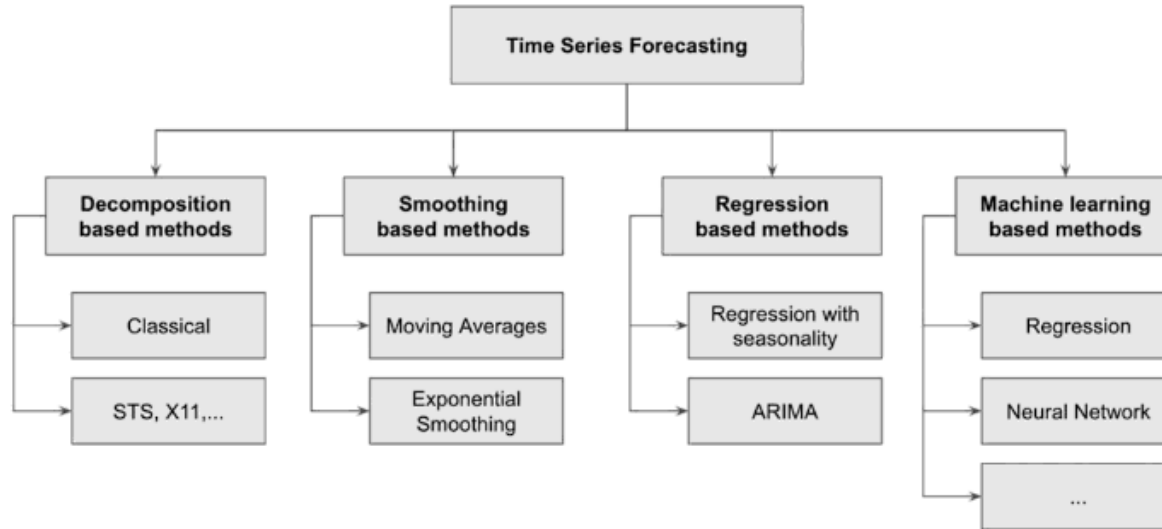 Time Series Forecasting
Decomposition
based methods
Smoothing
based methods
Regression
based methods
Machine learning
based methods
Classical
Moving Averages
Regression with
seasonality
Regression
STS, X11,...
Exponential
Smoothing
ARIMA
Neural Network
...